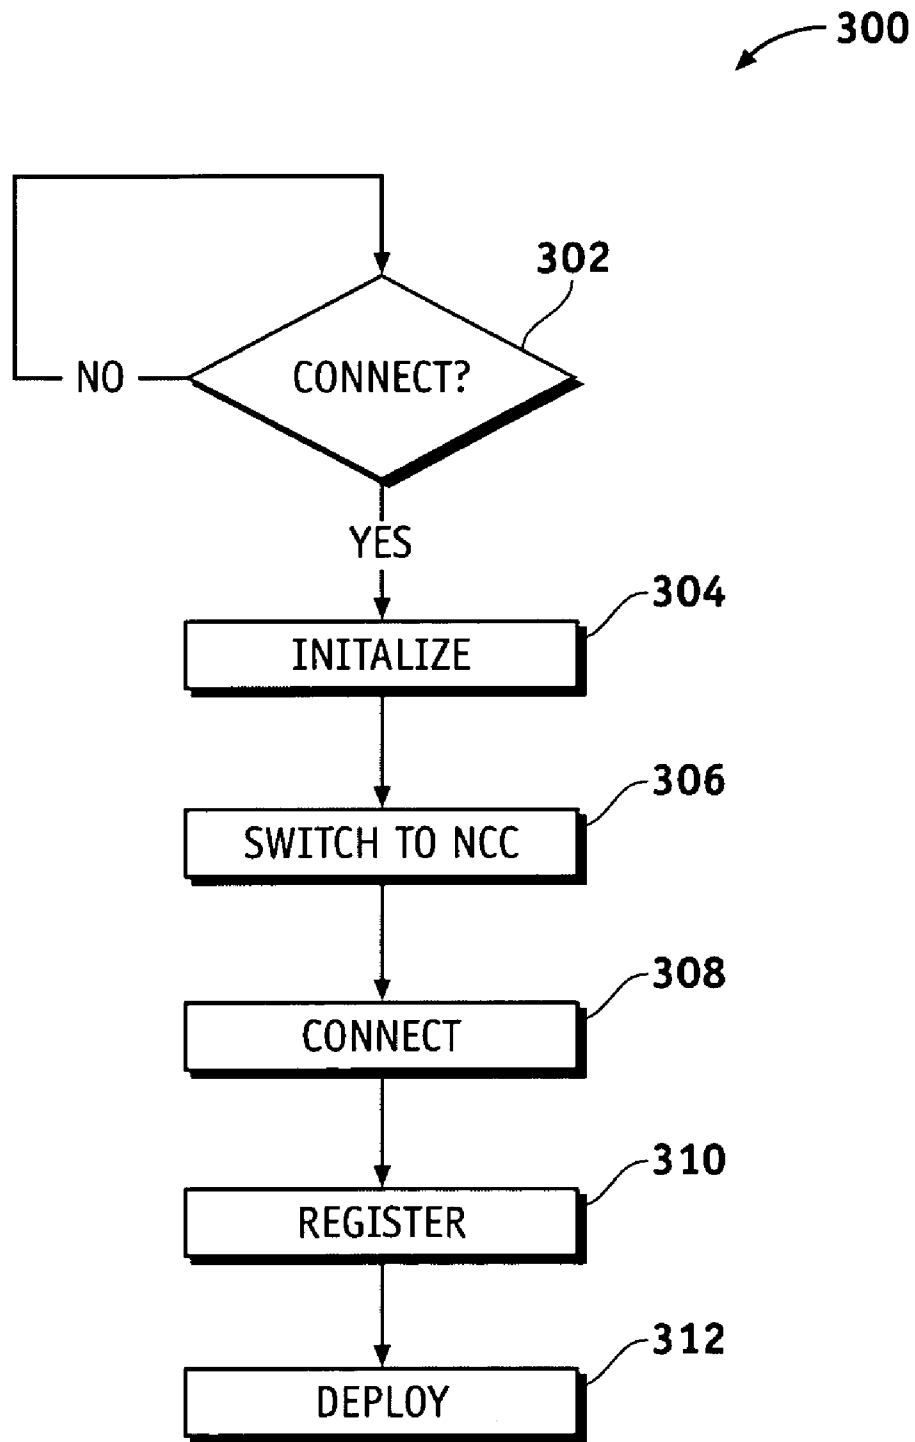 300
302
CONNECT?
NO
YES
304
INITALIZE
306
SWITCH TO NCC
308
CONNECT
310
REGISTER
312
DEPLOY